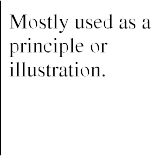 Mostly used as a
principle or
illustration.